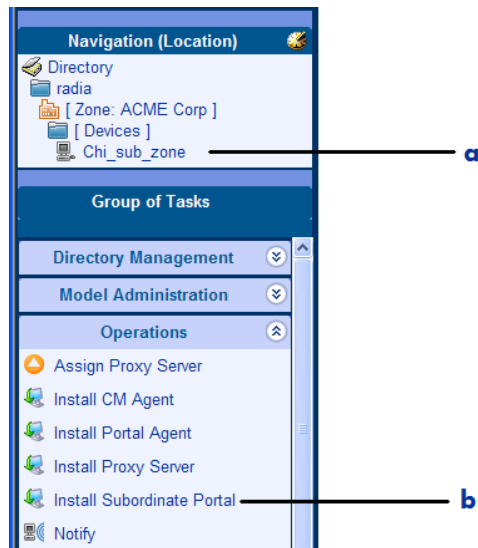 Navigation (Location)
Directory
radia
[ Zone: ACME Corp ]
[ Devices ]
Chi_sub_zone
a
Group of Tasks
Directory Management
Model Administration
Operations
Assign Proxy Server
Install CM Agent
Install Portal Agent
Install Proxy Server
Install Subordinate Portal
b
Notify